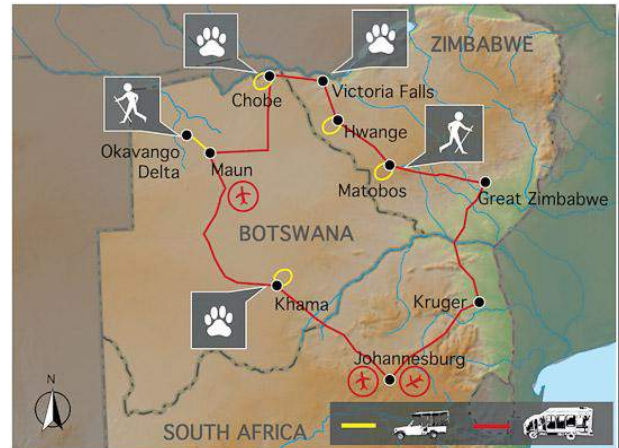 ZIMBABWE
Chobe
Victoria Falls
Hwange
Okavango
Delta
Maun
Matobos
Great Zimbabwe
BOTSWANA
Khama
Kruger
Johannesburg
N
SOUTH AFRICA